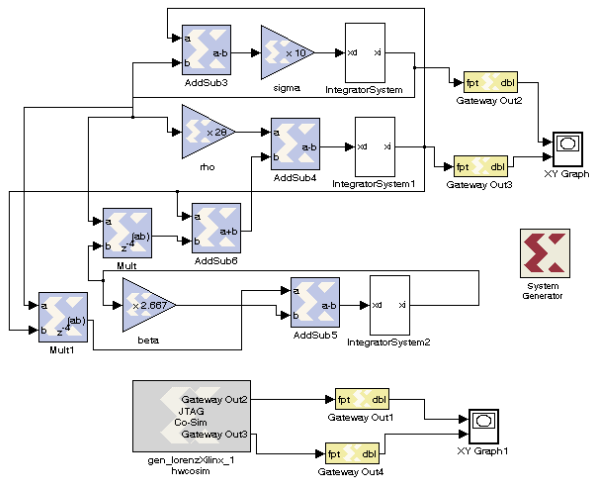 a
b
a-b
AddSub3
x 10
sigma
xd
xi
IntegratorSystem
fpt
dbl
Gateway Out2
x 28
rho
a
b
a-b
AddSub4
xd
xi
IntegratorSystem1
fpt
dbl
Gateway Out3
XY Graph
a
b
(ab)
z-4
Mult
a
b
a+b
AddSub6
System
Generator
a
b
(ab)
z-4
Mult1
x 2.667
beta
a
b
a-b
AddSub5
xd
xi
IntegratorSystem2
Gateway Out2
JTAG
Co-Sim
Gateway Out3
gen_lorenzXilinx_1
hwcosim
fpt
dbl
Gateway Out1
fpt
dbl
Gateway Out4
XY Graph1